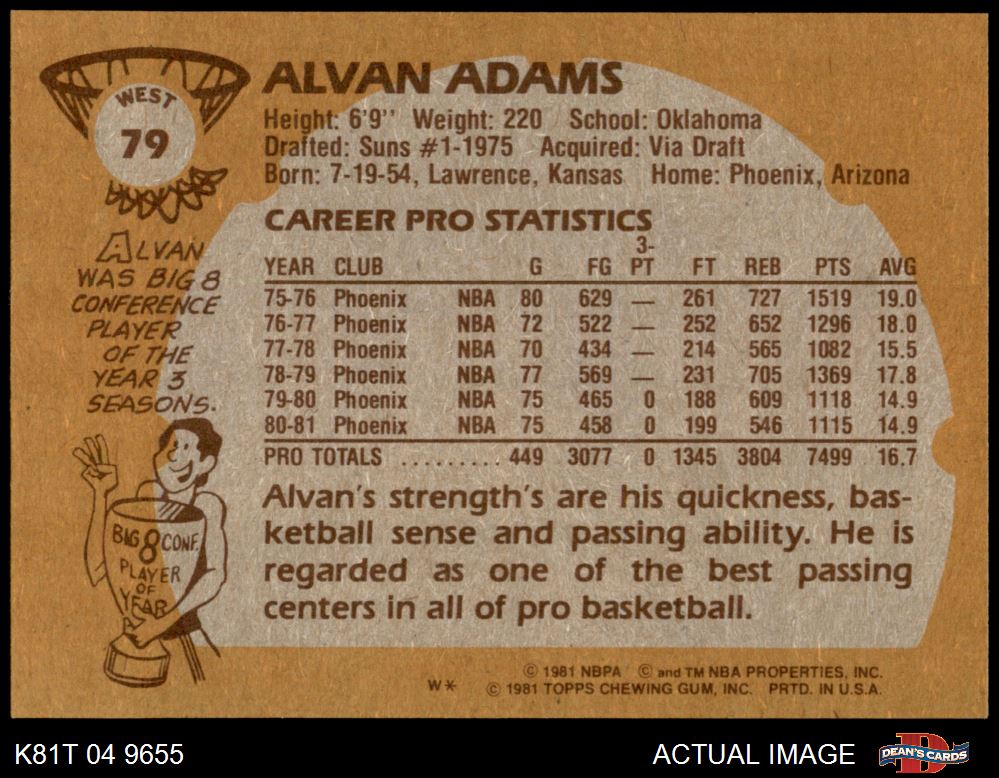 WEST
79
ALVAN ADAMS
Height: 6'9'' Weight: 220 School: Oklahoma
Drafted: Suns #1-1975 Acquired: Via Draft
Born: 7-19-54, Lawrence, Kansas Home: Phoenix, Arizona
CAREER PRO STATISTICS
3-
YEAR CLUB G FG PT FT REB PTS AVG
75-76 Phoenix NBA 80 629 — 261 727 1519 19.0
76-77 Phoenix NBA 72 522 — 252 652 1296 18.0
77-78 Phoenix NBA 70 434 — 214 565 1082 15.5
78-79 Phoenix NBA 77 569 — 231 705 1369 17.8
79-80 Phoenix NBA 75 465 0 188 609 1118 14.9
80-81 Phoenix NBA 75 458 0 199 546 1115 14.9
PRO TOTALS ......... 449 3077 0 1345 3804 7499 16.7
ALVAN
WAS BIG 8
CONFERENCE
PLAYER
OF THE
YEAR 3
SEASONS.
BIG 8 CONF.
PLAYER
OF
YEAR
Alvan's strength's are his quickness, bas-
ketball sense and passing ability. He is
regarded as one of the best passing
centers in all of pro basketball.
© 1981 NBPA © and TM NBA PROPERTIES, INC.
W* © 1981 TOPPS CHEWING GUM, INC. PRTD. IN U.S.A.
K81T 04 9655
ACTUAL IMAGE
D
DEAN'S CARDS